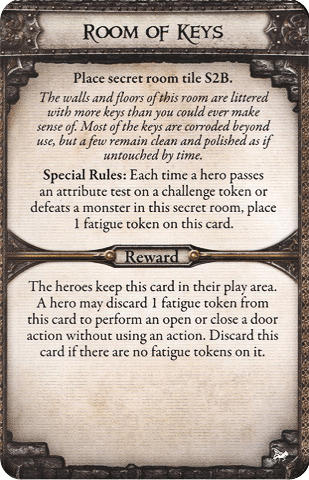 Room of Keys
Place secret room tile S2B.
The walls and floors of this room are littered
with more keys than you could ever make
sense of. Most of the keys are corroded beyond
use, but a few remain clean and polished as if
untouched by time.
Special Rules: Each time a hero passes
an attribute test on a challenge token or
defeats a monster in this secret room, place
1 fatigue token on this card.
Reward
The heroes keep this card in their play area.
A hero may discard 1 fatigue token from
this card to perform an open or close a door
action without using an action. Discard this
card if there are no fatigue tokens on it.